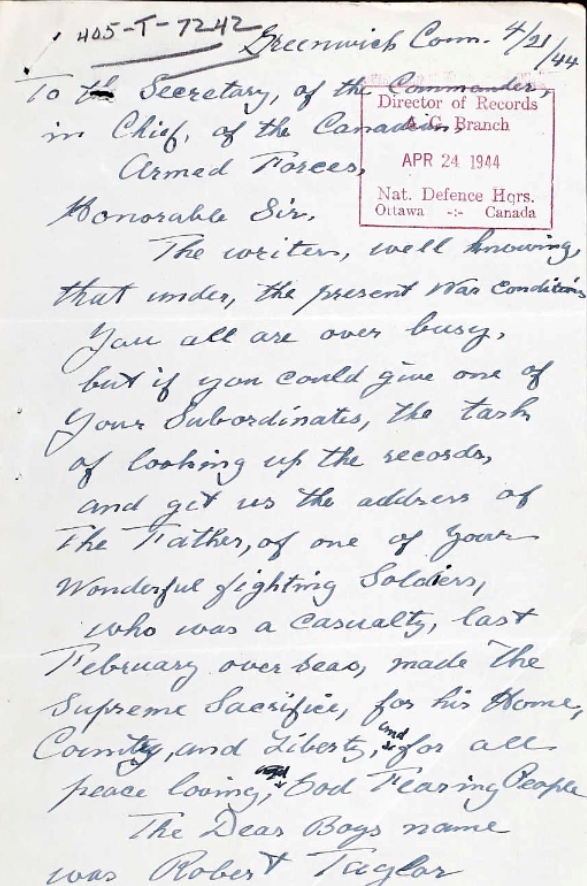 405-T-7242
Greenwich Conn. 4/21/44
To the Secretary, of the Commander,
in Chief, of the Canadian,
Armed Forces,
Director of Records
A.G. Branch
APR 24 1944
Nat. Defence Hqrs.
Ottawa -:- Canada
Honorable Sir,
The writer, well knowing,
that under, the present War Conditions
You all are over busy,
but if you could give one of
Your Subordinates, the task
of looking up the records,
and get us the address of
The Father, of one of Your
Wonderful fighting Soldiers,
who was a Casualty, last
February over seas, made The
Supreme Sacrifice, for his Home,
Country, and Liberty, and for all
peace loving, and God Fearing People
The Dear Boys name
was Robert Taylor